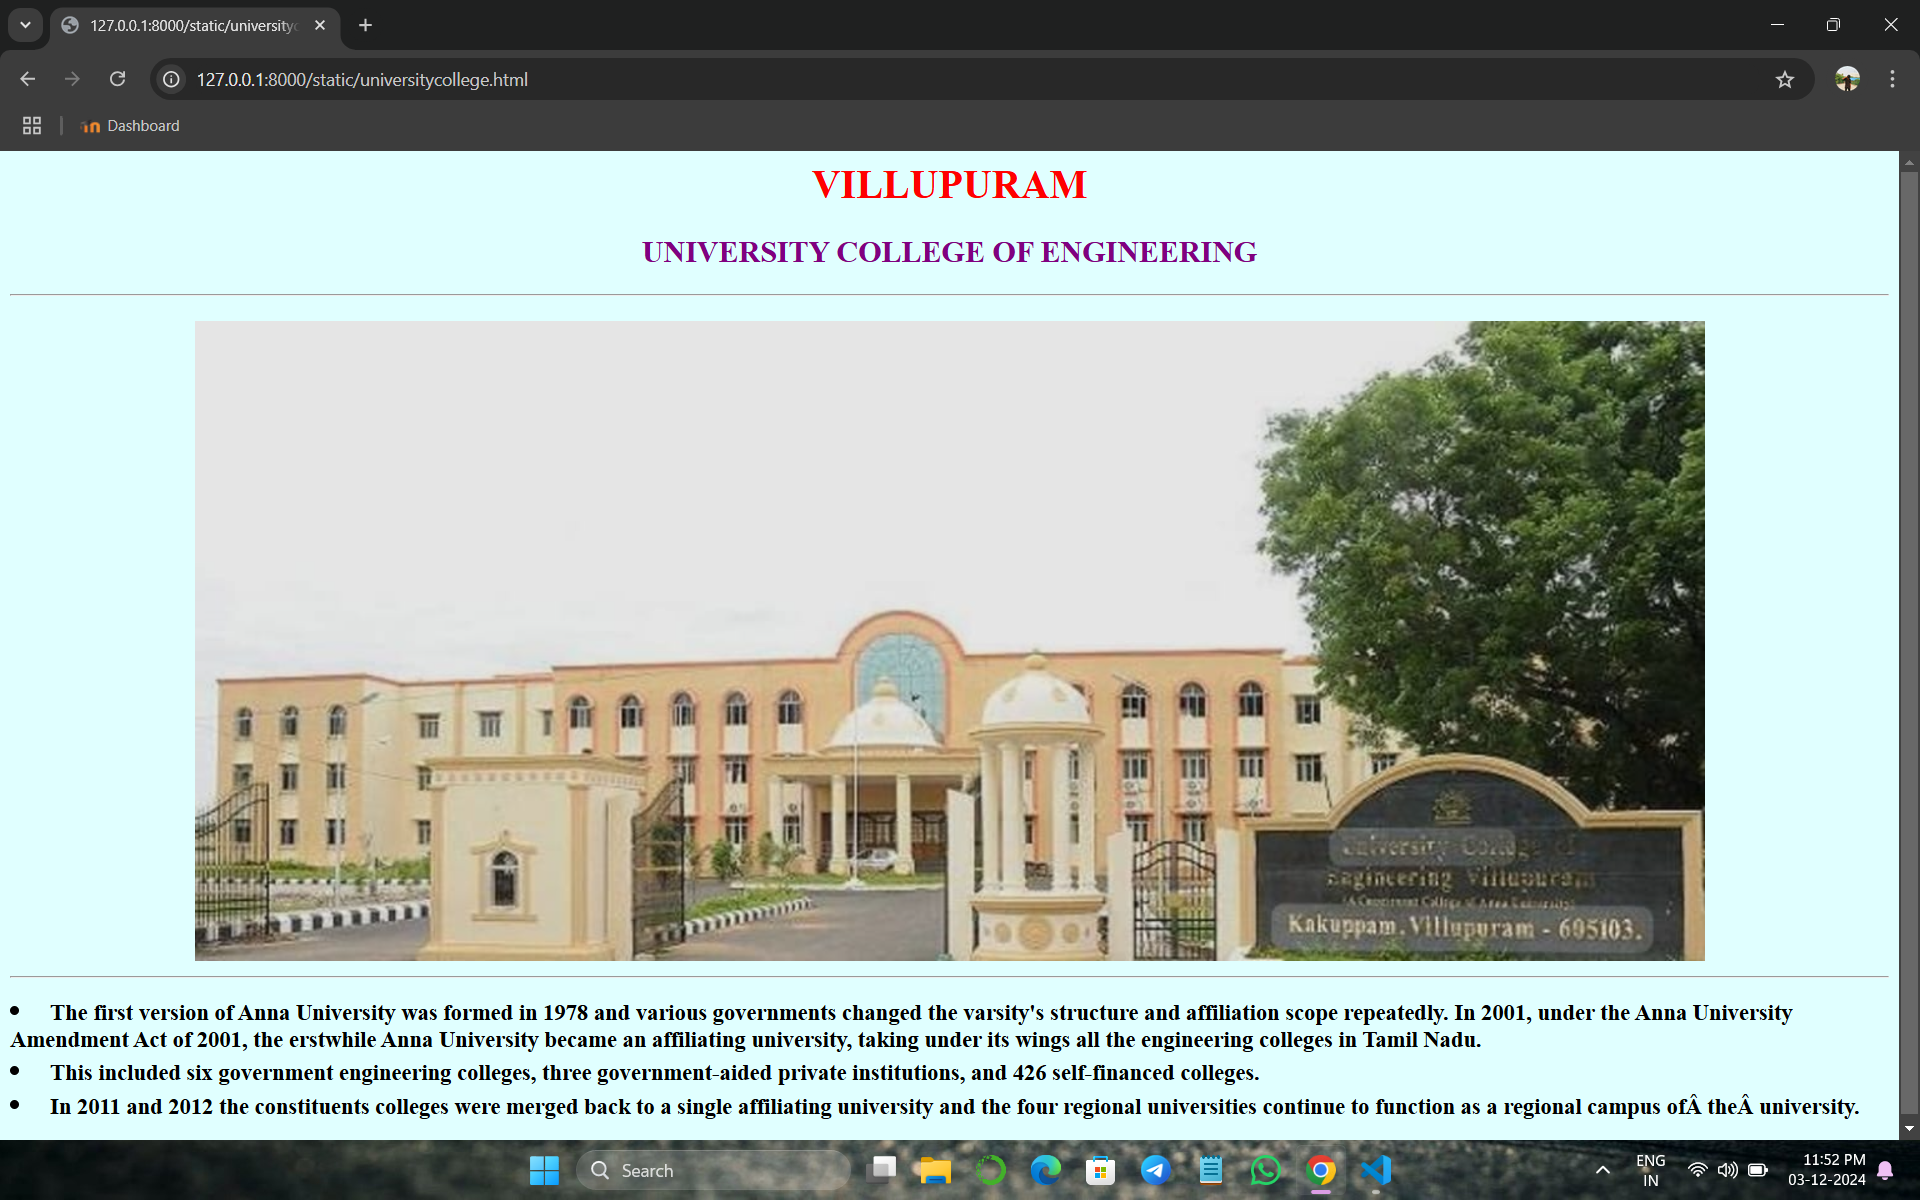 127.0.0.1:8000/static/universityc
127.0.0.1:8000/static/universitycollege.html
Dashboard
VILLUPURAM
UNIVERSITY COLLEGE OF ENGINEERING
University College of
Engineering Villupuram
(A Constituent College of Anna University)
Kakuppam.Villupuram - 605103.
The first version of Anna University was formed in 1978 and various governments changed the varsity's structure and affiliation scope repeatedly. In 2001, under the Anna University
Amendment Act of 2001, the erstwhile Anna University became an affiliating university, taking under its wings all the engineering colleges in Tamil Nadu.
This included six government engineering colleges, three government-aided private institutions, and 426 self-financed colleges.
In 2011 and 2012 the constituents colleges were merged back to a single affiliating university and the four regional universities continue to function as a regional campus ofÂ theÂ university.
Search
ENG
IN
11:52 PM
03-12-2024